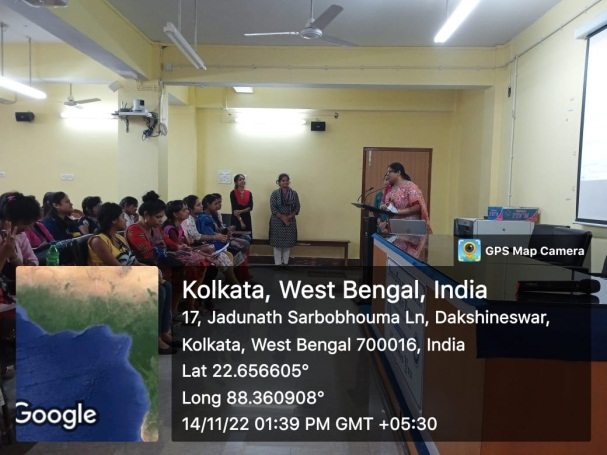 GPS Map Camera
Kolkata, West Bengal, India
17, Jadunath Sarbobhouma Ln, Dakshineswar,
Kolkata, West Bengal 700016, India
Lat 22.656605°
Long 88.360908°
14/11/22 01:39 PM GMT +05:30
Google